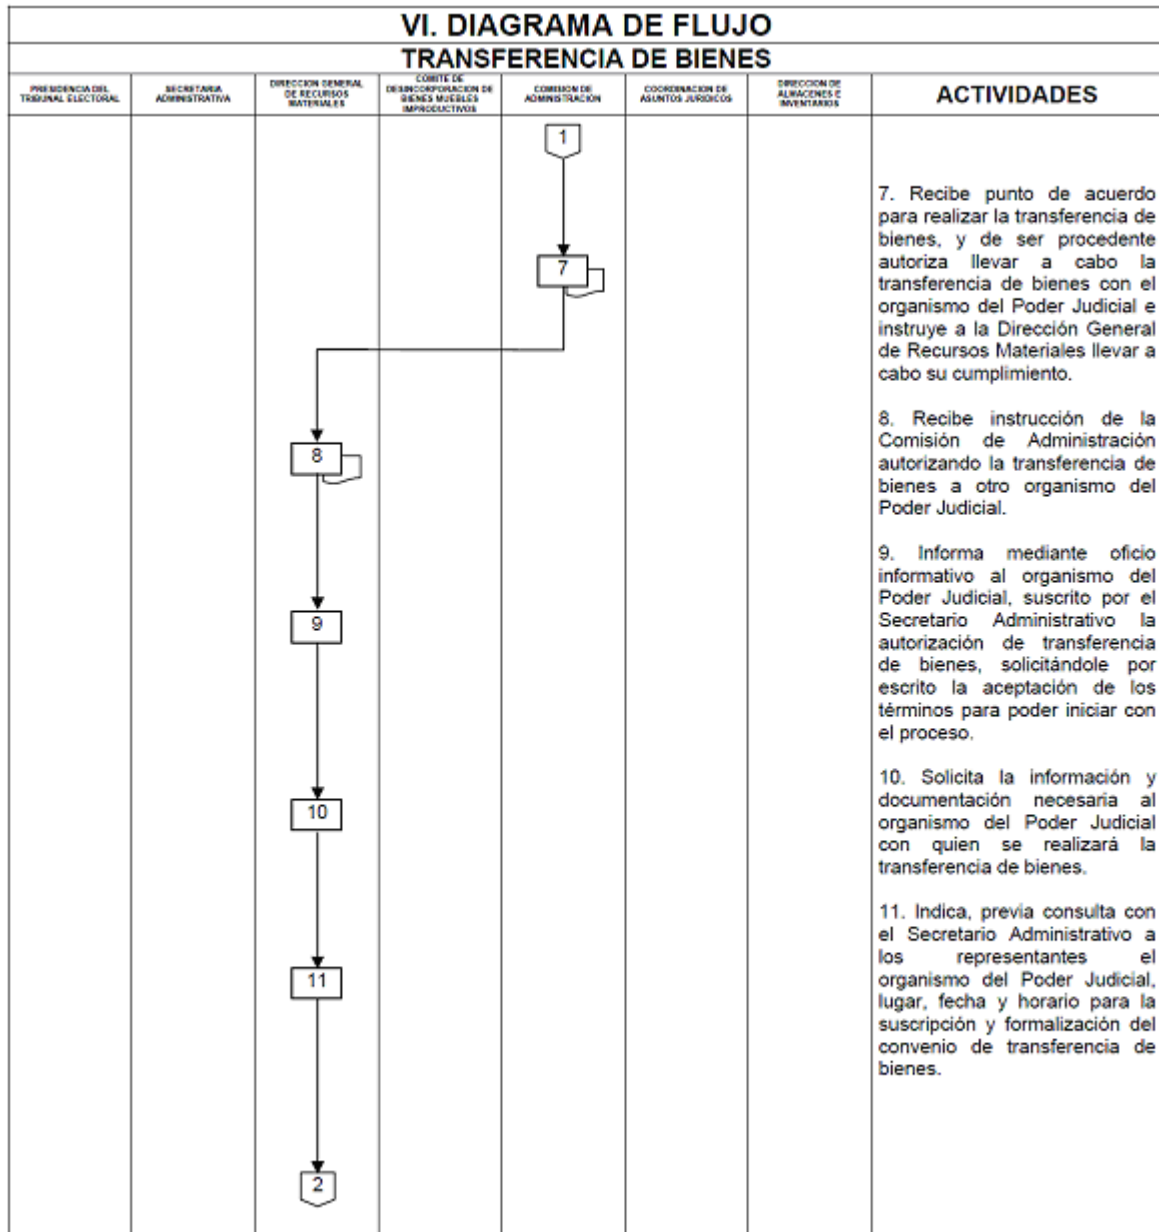 VI. DIAGRAMA DE FLUJO
TRANSFERENCIA DE BIENES
PRESIDENCIA DEL
TRIBUNAL ELECTORAL
SECRETARIA
ADMINISTRATIVA
DIRECCION GENERAL
DE RECURSOS
MATERIALES
COMITE DE
DESINCORPORACION DE
BIENES MUEBLES
IMPRODUCTIVOS
COMISION DE
ADMINISTRACIÓN
COORDINACION DE
ASUNTOS JURIDICOS
DIRECCION DE
ALMACENES E
INVENTARIOS
ACTIVIDADES
1
7
8
9
10
11
2
7. Recibe punto de acuerdo
para realizar la transferencia de
bienes, y de ser procedente
autoriza llevar a cabo la
transferencia de bienes con el
organismo del Poder Judicial e
instruye a la Dirección General
de Recursos Materiales llevar a
cabo su cumplimiento.
8. Recibe instrucción de la
Comisión de Administración
autorizando la transferencia de
bienes a otro organismo del
Poder Judicial.
9. Informa mediante oficio
informativo al organismo del
Poder Judicial, suscrito por el
Secretario Administrativo la
autorización de transferencia
de bienes, solicitándole por
escrito la aceptación de los
términos para poder iniciar con
el proceso.
10. Solicita la información y
documentación necesaria al
organismo del Poder Judicial
con quien se realizará la
transferencia de bienes.
11. Indica, previa consulta con
el Secretario Administrativo a
los representantes el
organismo del Poder Judicial,
lugar, fecha y horario para la
suscripción y formalización del
convenio de transferencia de
bienes.